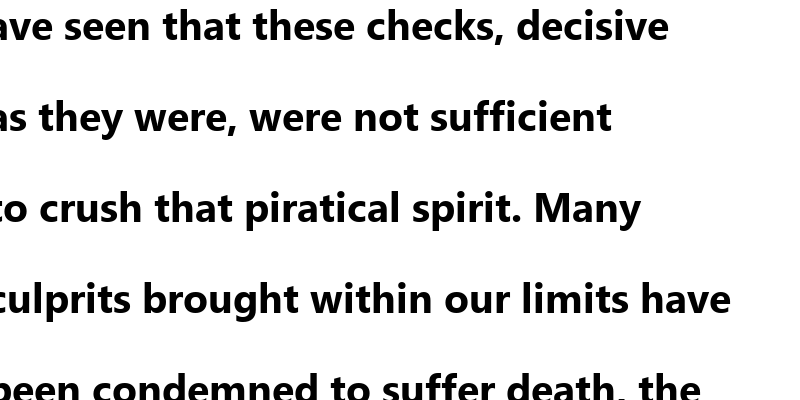 ave seen that these checks, decisive
as they were, were not sufficient
to crush that piratical spirit. Many
culprits brought within our limits have
been condemned to suffer death, the